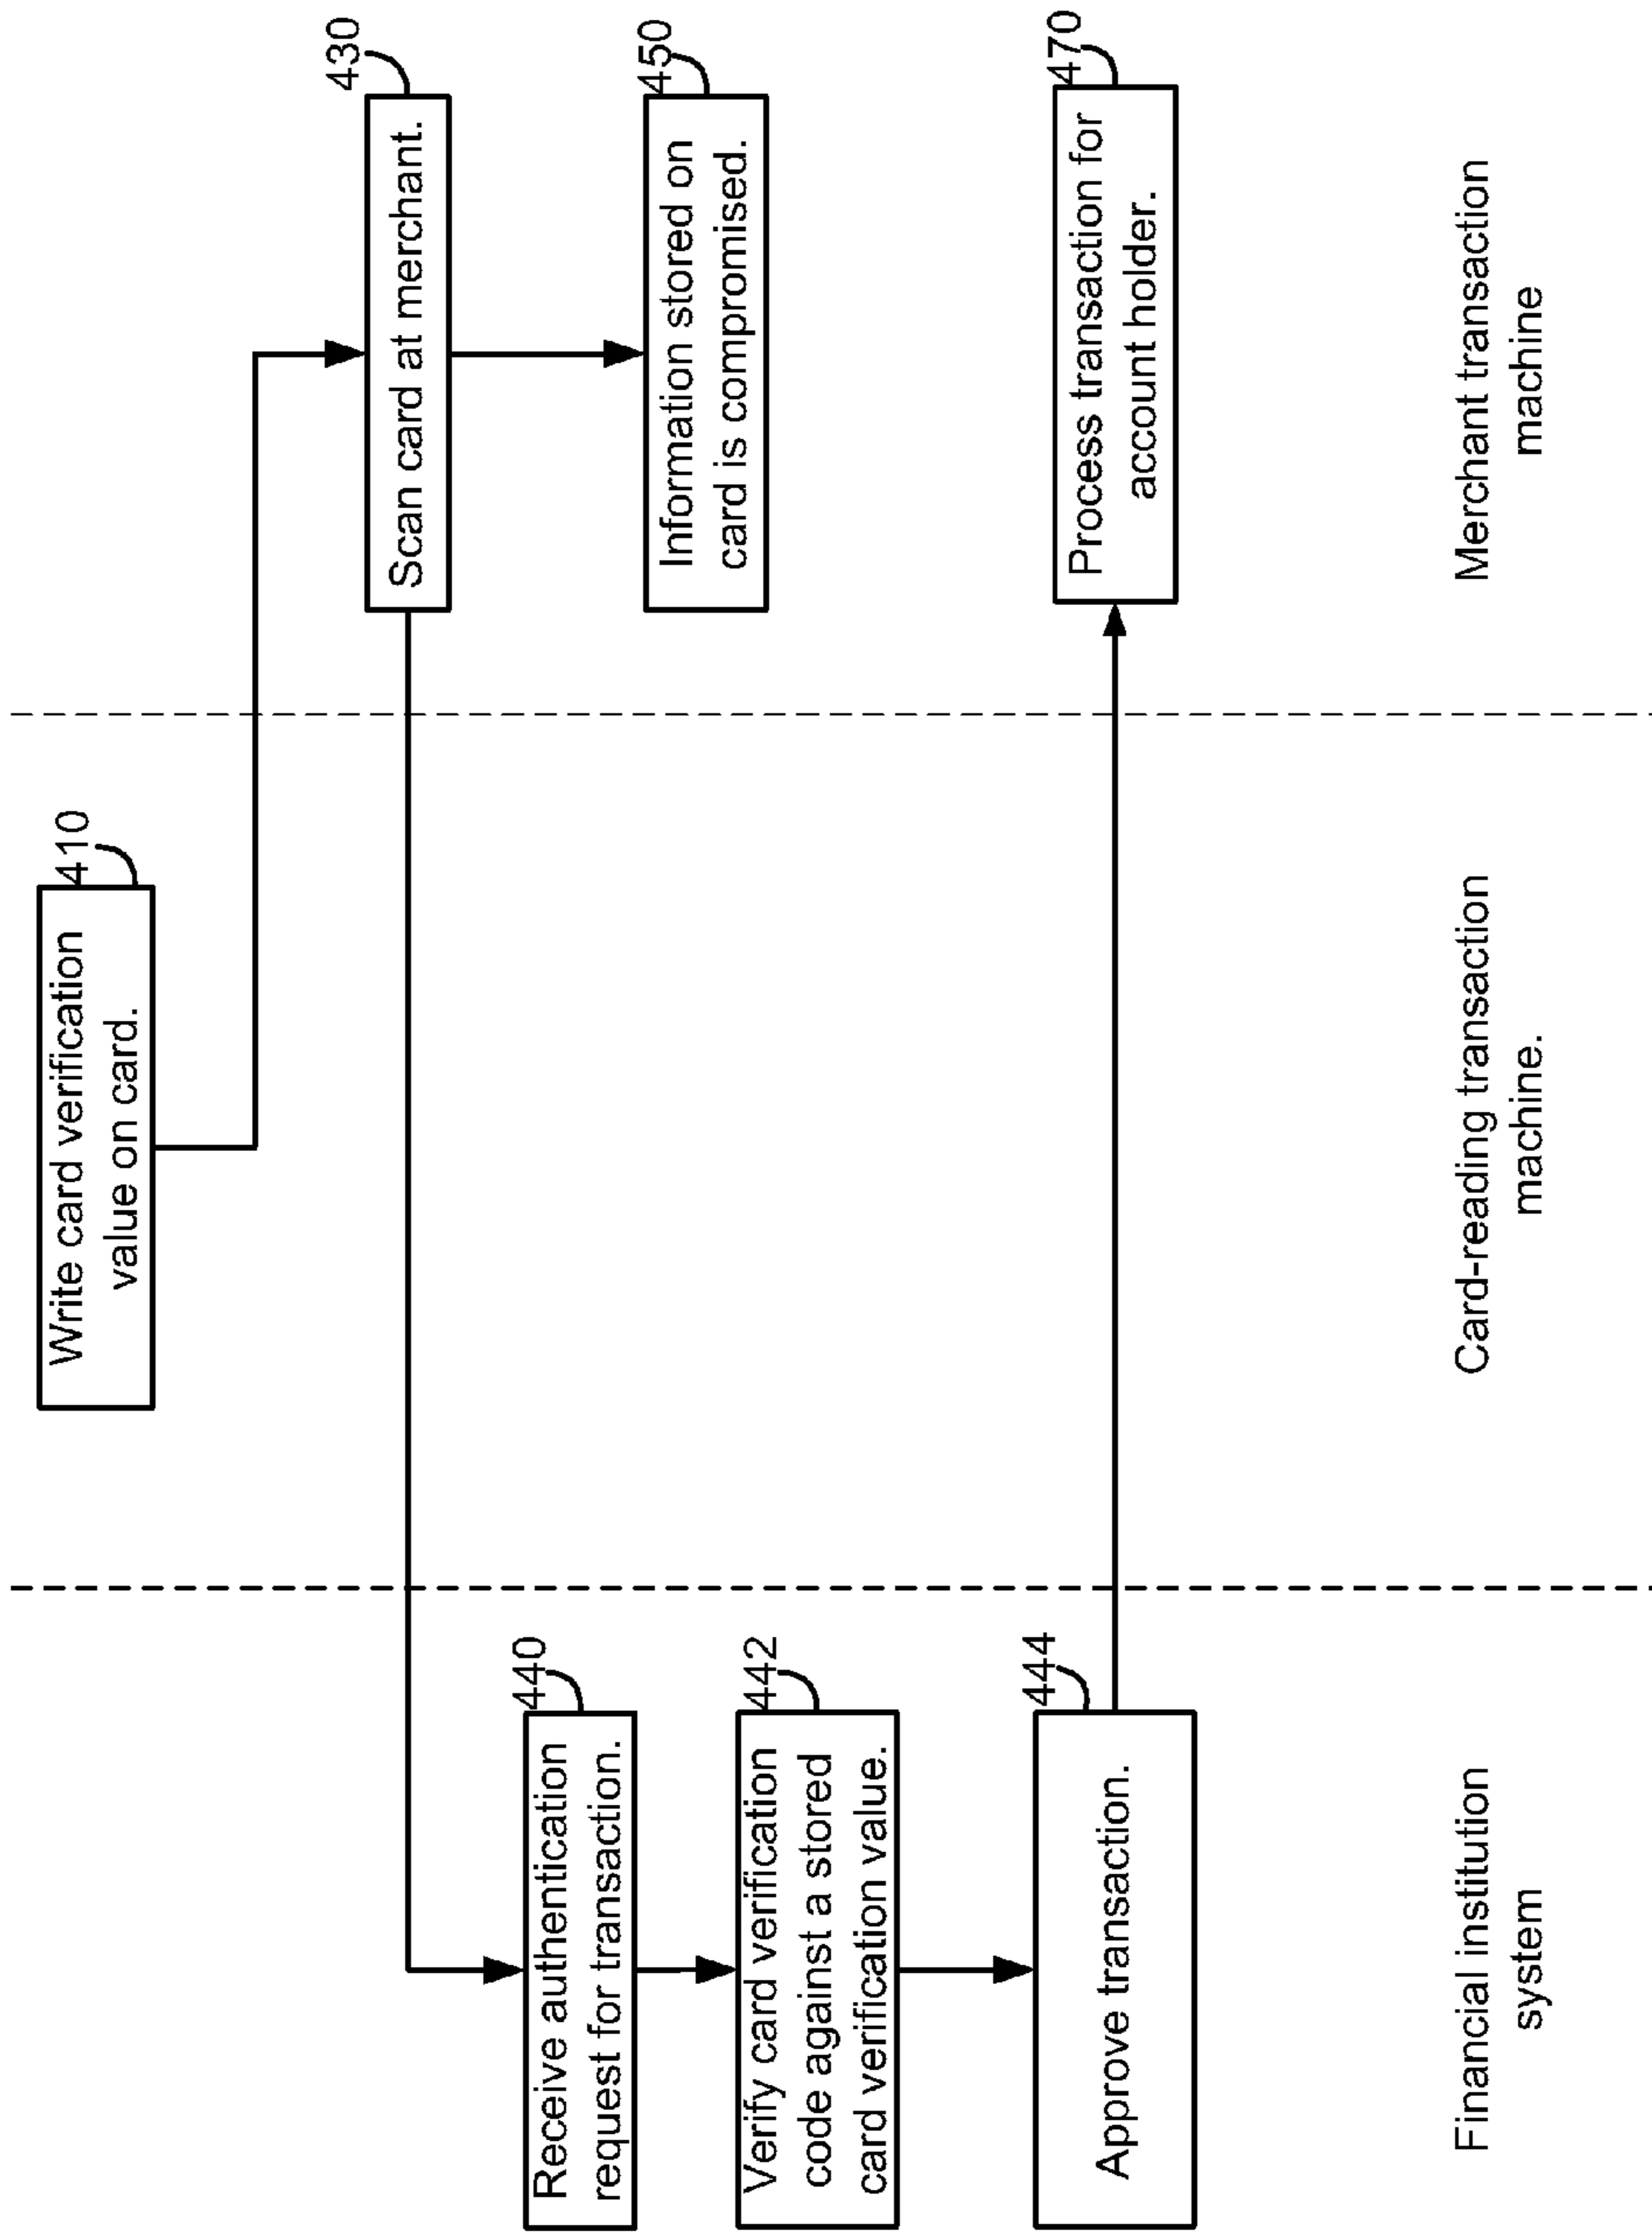 Write card verification
value on card.
410
Scan card at merchant.
430
Receive authentication
request for transaction.
440
Information stored on
card is compromised.
450
Verify card verification
code against a stored
card verification value.
442
Approve transaction.
444
Process transaction for
account holder.
470
Financial institution
system
Card-reading transaction
machine.
Merchant transaction
machine